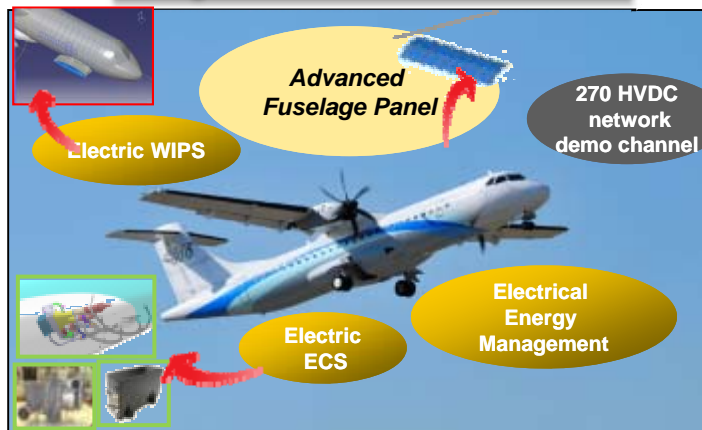 Advanced
Fuselage Panel
270 HVDC
network
demo channel
Electric WIPS
Electrical
Energy
Management
Electric
ECS